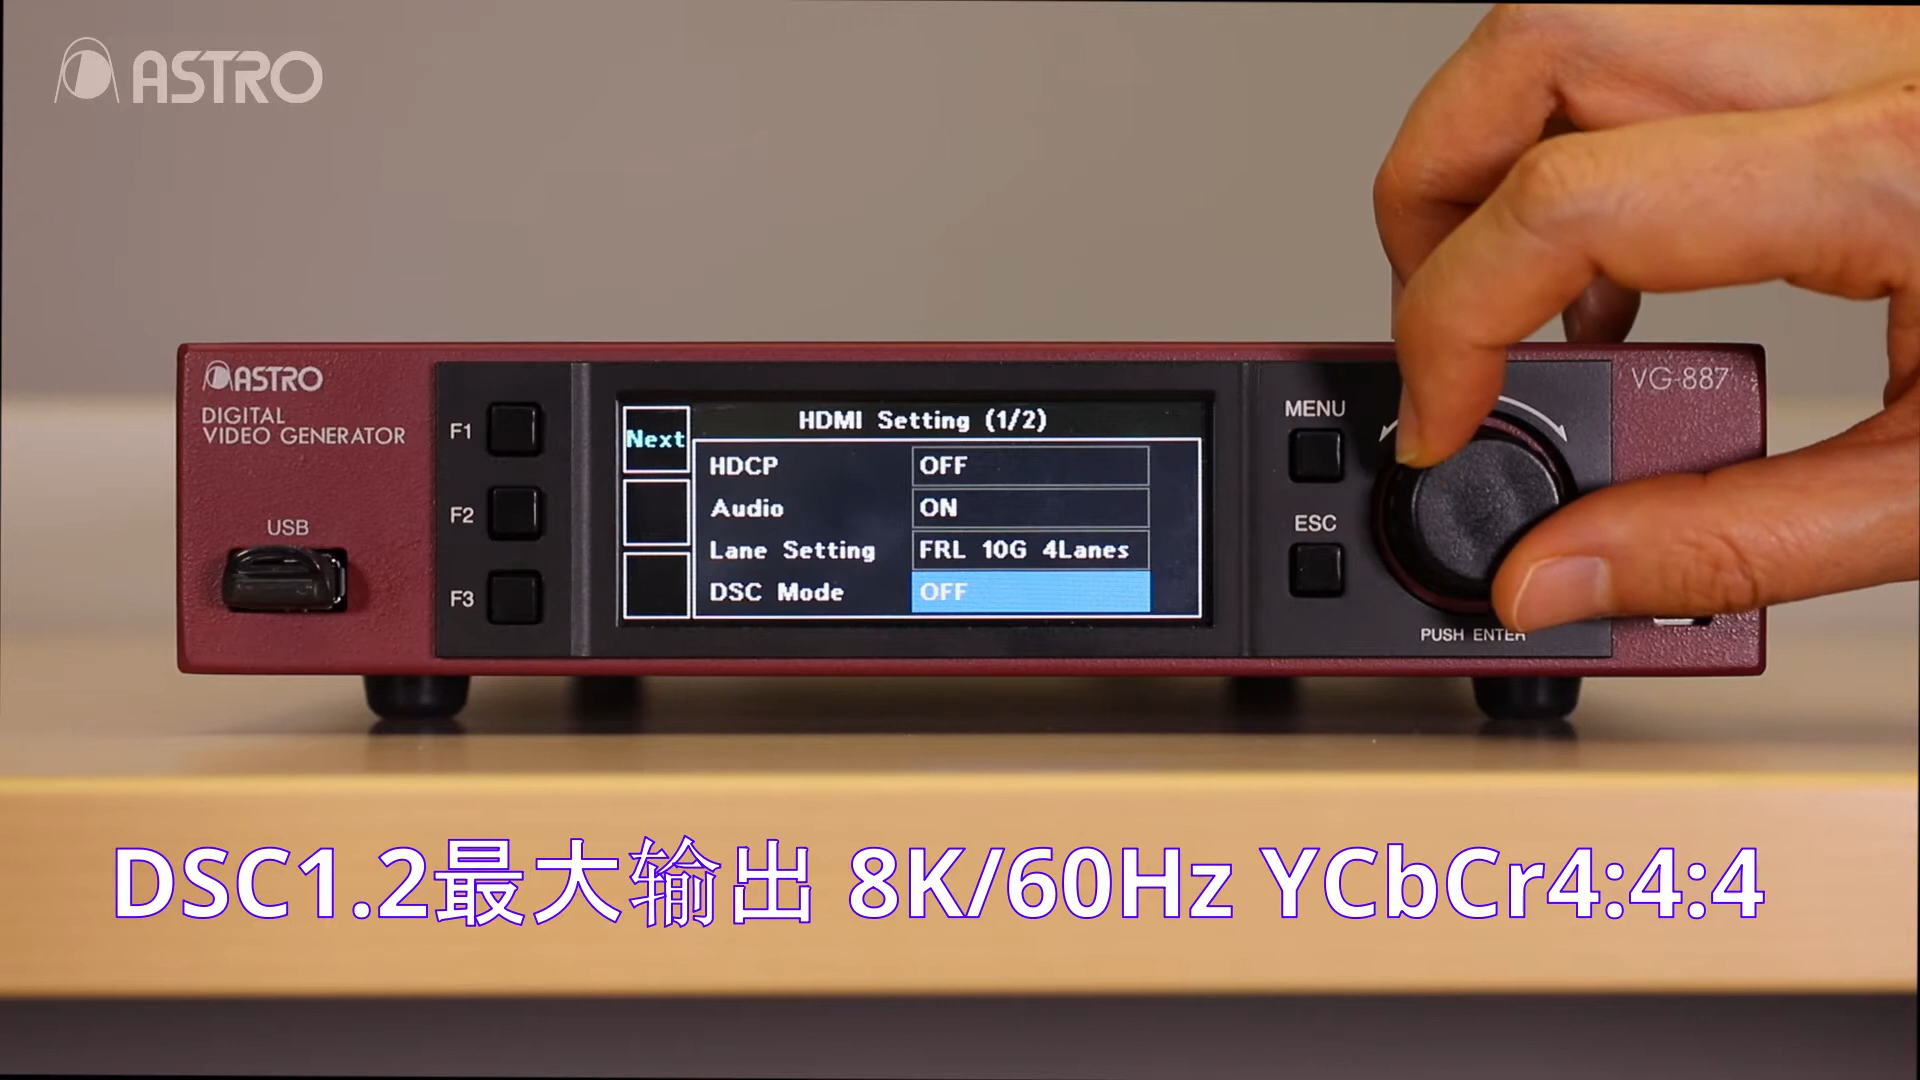 ASTRO
ASTRO
DIGITAL
VIDEO GENERATOR
USB
F1
F2
F3
Next
HDMI Setting (1/2)
HDCP OFF
Audio ON
Lane Setting FRL 10G 4Lanes
DSC Mode OFF
MENU
ESC
PUSH ENTER
VG-887
DSC1.2最大输出 8K/60Hz YCbCr4:4:4